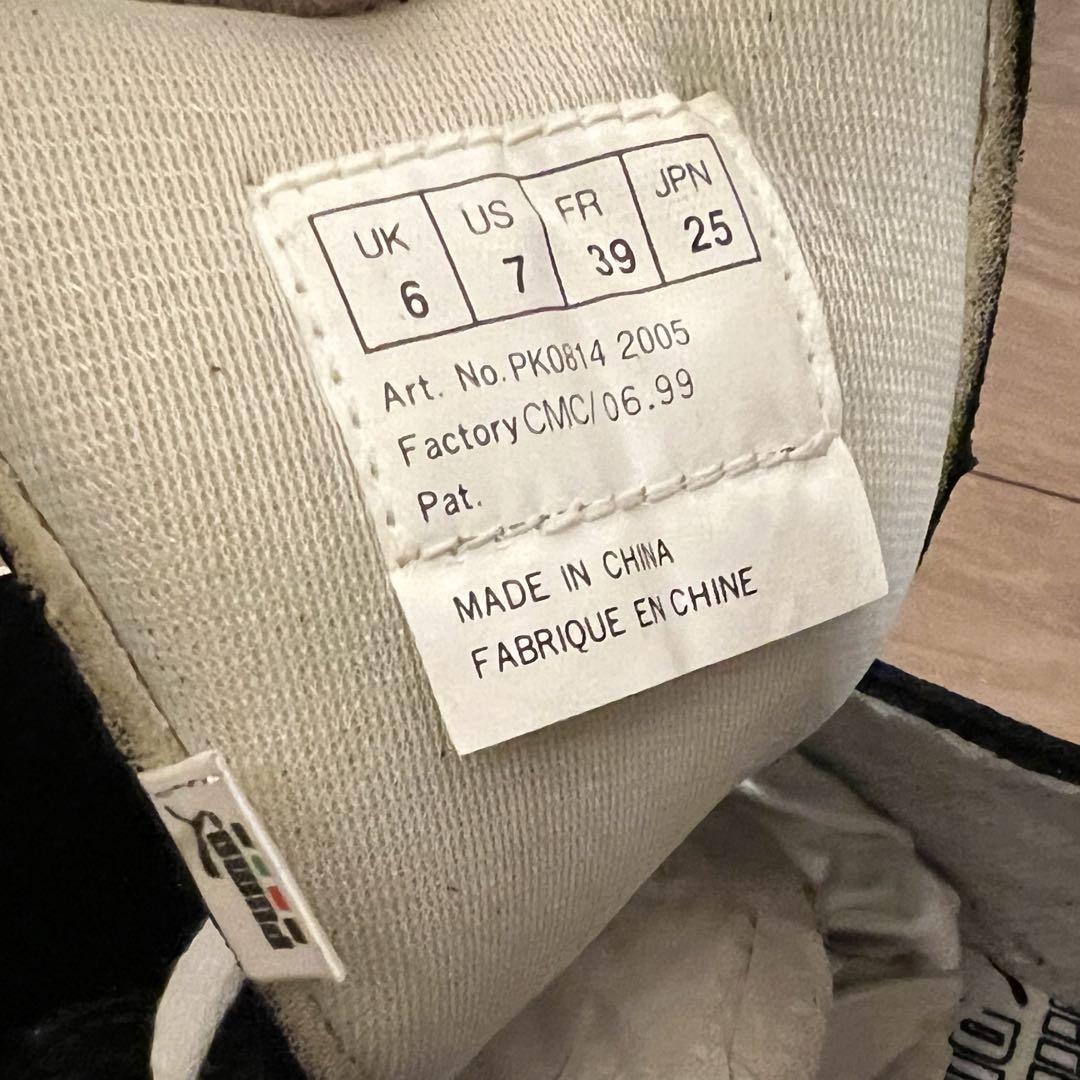 UK US FR JPN
6 7 39 25
Art. No. PK0814 2005
Factory CMC/06.99
Pat.
MADE IN CHINA
FABRIQUE EN CHINE